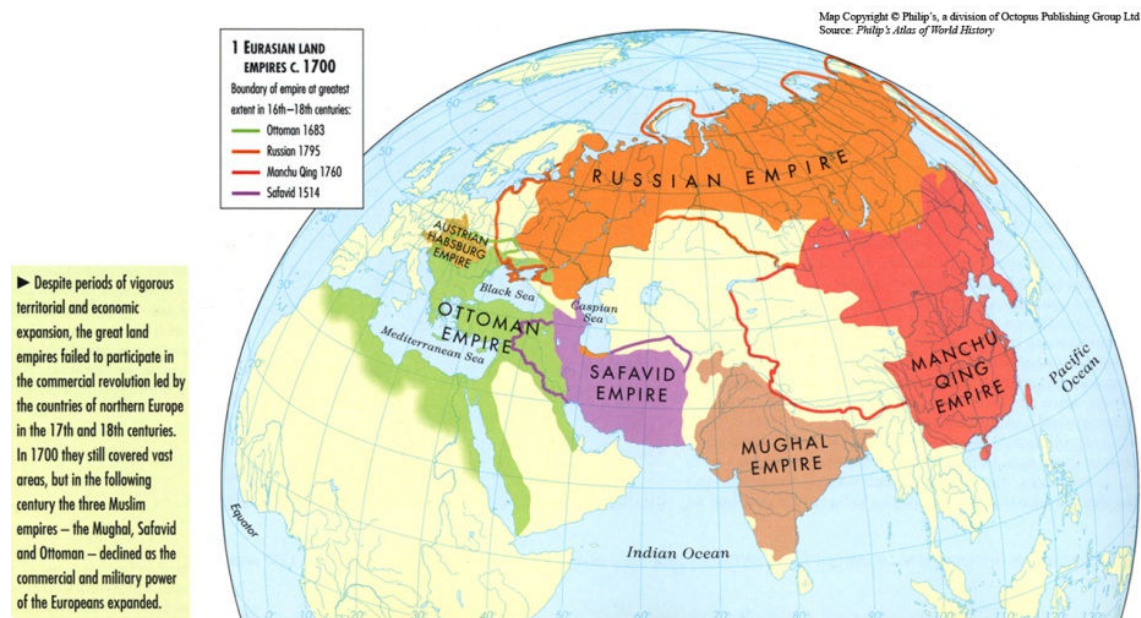 Map Copyright © Philip's, a division of Octopus Publishing Group Ltd
Source: Philip's Atlas of World History
1 EURASIAN LAND
EMPIRES C. 1700
Boundary of empire at greatest
extent in 16th–18th centuries:
Ottoman 1683
Russian 1795
Manchu Qing 1760
Safavid 1514
► Despite periods of vigorous
territorial and economic
expansion, the great land
empires failed to participate in
the commercial revolution led by
the countries of northern Europe
in the 17th and 18th centuries.
In 1700 they still covered vast
areas, but in the following
century the three Muslim
empires – the Mughal, Safavid
and Ottoman – declined as the
commercial and military power
of the Europeans expanded.
RUSSIAN EMPIRE
AUSTRIAN
HABSBURG
EMPIRE
Black Sea
Caspian
Sea
OTTOMAN
EMPIRE
Mediterranean Sea
SAFAVID
EMPIRE
MANCHU
QING
EMPIRE
Pacific
Ocean
MUGHAL
EMPIRE
Equator
Indian Ocean